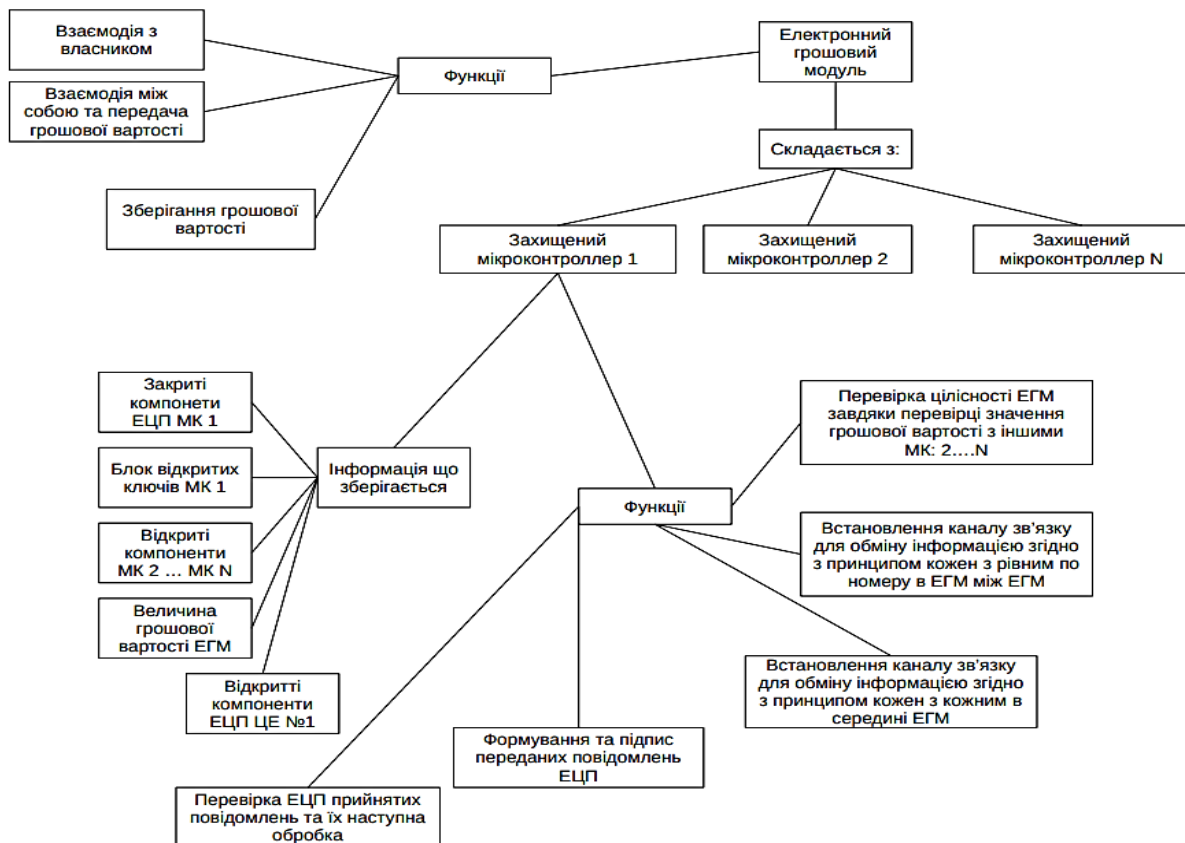 Взаємодія з
власником
Функції
Електронний
грошовий
модуль
Взаємодія між
собою та передача
грошової вартості
Складається з:
Зберігання грошової
вартості
Захищений
мікроконтроллер 1
Захищений
мікроконтроллер 2
Захищений
мікроконтроллер N
Закриті
компонети
ЕЦП МК 1
Блок відкритих
ключів МК 1
Відкриті
компоненти
МК 2 ... МК N
Величина
грошової
вартості ЕГМ
Відкритті
компоненти
ЕЦП ЦЕ №1
Інформація що
зберігається
Функції
Перевірка цілісності ЕГМ
завдяки перевірці значення
грошової вартості з іншими
МК: 2....N
Встановлення каналу зв’язку
для обміну інформацією згідно
з принципом кожен з рівним по
номеру в ЕГМ між ЕГМ
Встановлення каналу зв’язку
для обміну інформацією згідно
з принципом кожен з кожним в
середині ЕГМ
Формування та підпис
переданих повідомлень
ЕЦП
Перевірка ЕЦП прийнятих
повідомлень та їх наступна
обробка